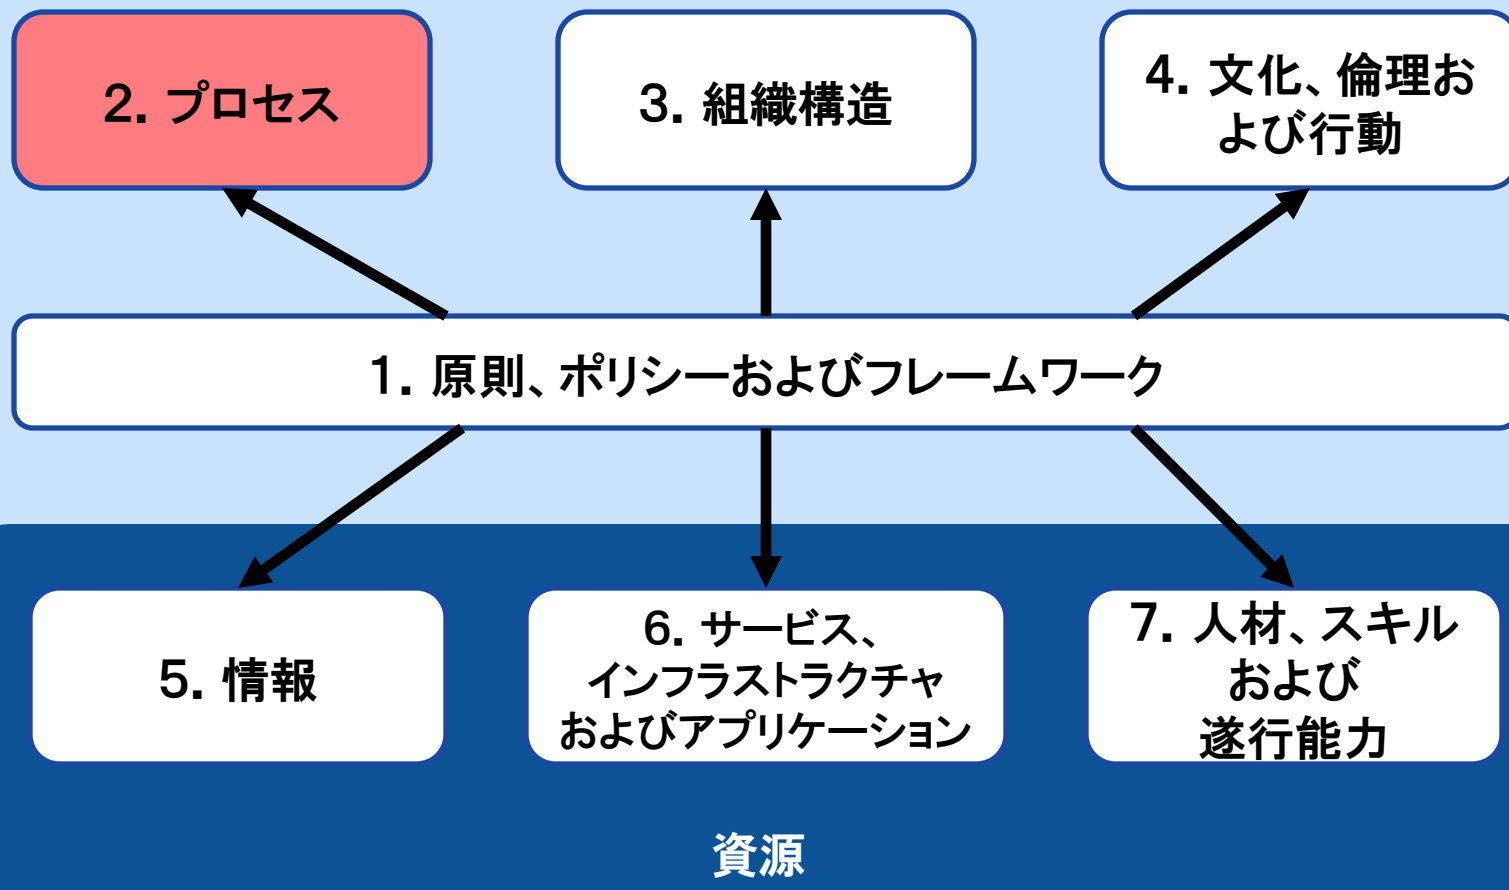 2. プロセス
3. 組織構造
4. 文化、倫理お
よび行動
1. 原則、ポリシーおよびフレームワーク
5. 情報
6. サービス、
インフラストラクチャ
およびアプリケーション
7. 人材、スキル
および
遂行能力
資源